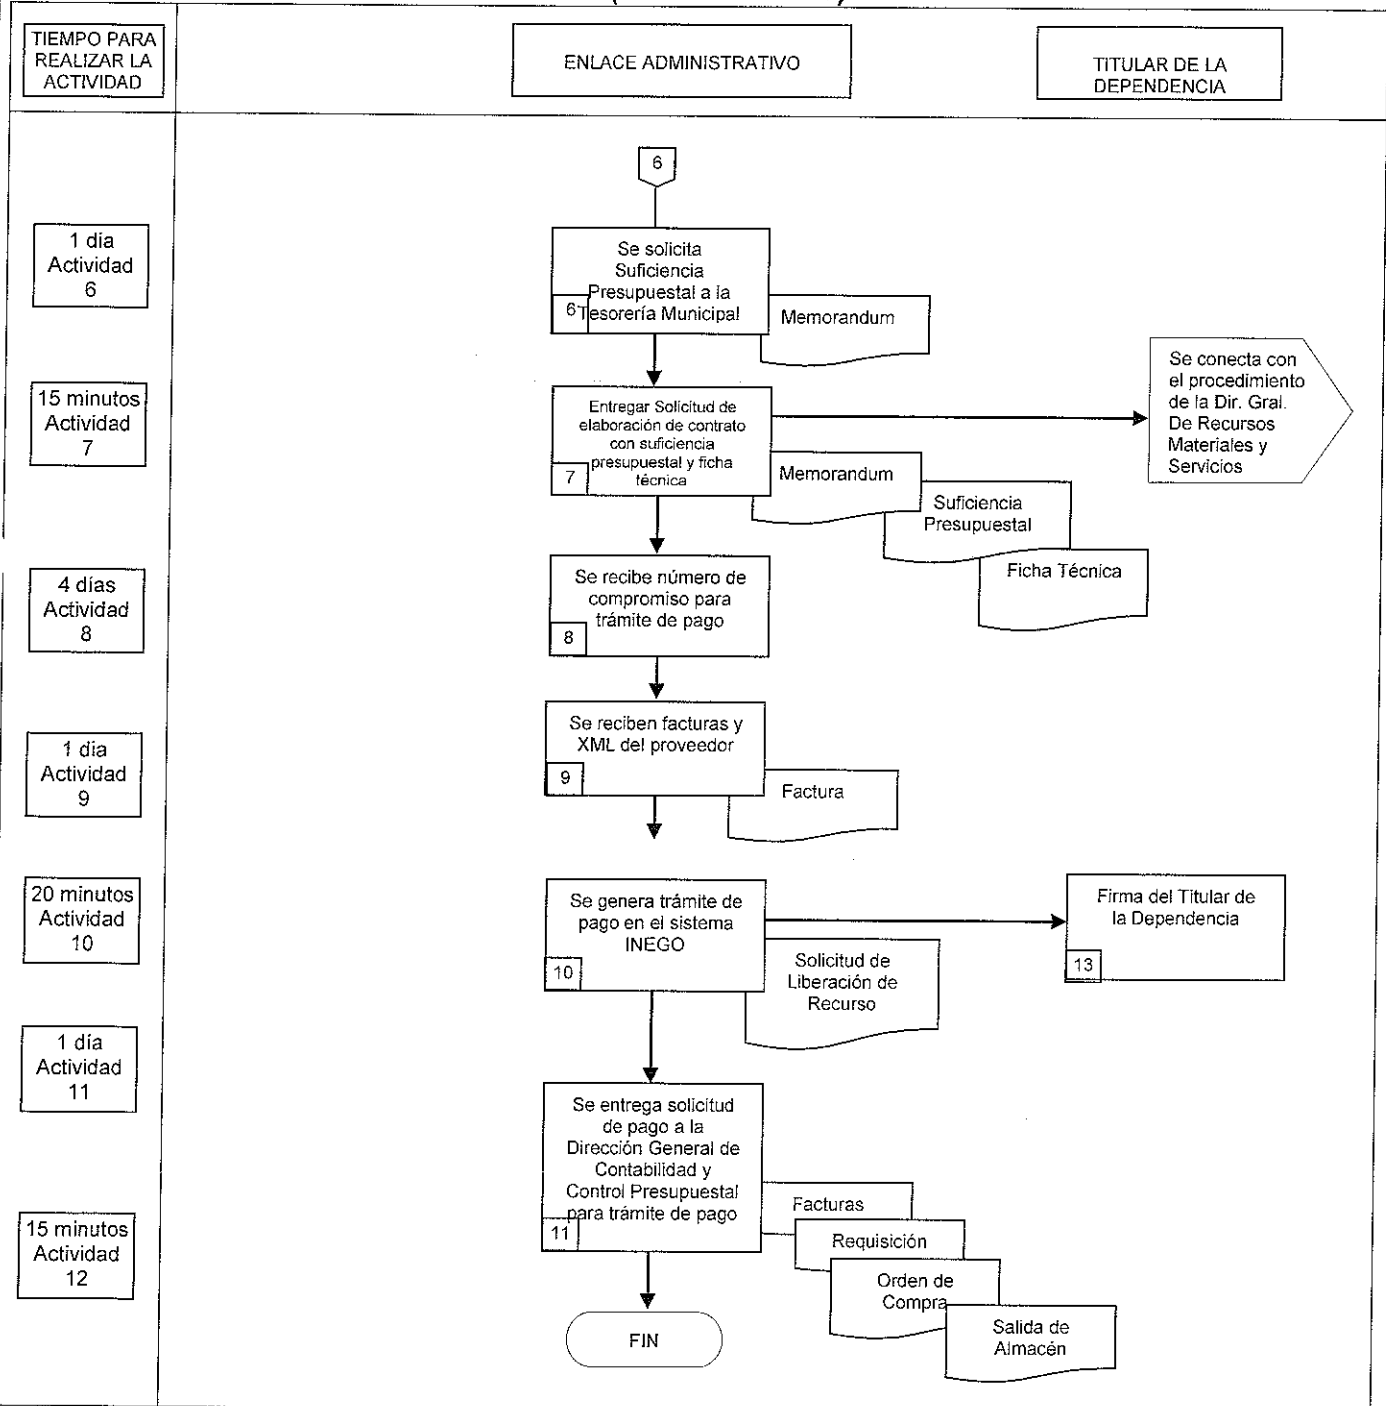 TIEMPO PARA
REALIZAR LA
ACTIVIDAD
ENLACE ADMINISTRATIVO
TITULAR DE LA
DEPENDENCIA
6
1 día
Actividad
6
Se solicita
Suficiencia
Presupuestal a la
Tesorería Municipal
6
Memorandum
15 minutos
Actividad
7
Entregar Solicitud de
elaboración de contrato
con suficiencia
presupuestal y ficha
técnica
7
Memorandum
Suficiencia
Presupuestal
Ficha Técnica
Se conecta con
el procedimiento
de la Dir. Gral.
De Recursos
Materiales y
Servicios
4 días
Actividad
8
Se recibe número de
compromiso para
trámite de pago
8
1 día
Actividad
9
Se reciben facturas y
XML del proveedor
9
Factura
20 minutos
Actividad
10
Se genera trámite de
pago en el sistema
INEGO
10
Solicitud de
Liberación de
Recurso
Firma del Titular de
la Dependencia
13
1 día
Actividad
11
Se entrega solicitud
de pago a la
Dirección General de
Contabilidad y
Control Presupuestal
para trámite de pago
11
Facturas
Requisición
Orden de
Compra
Salida de
Almacén
15 minutos
Actividad
12
FIN